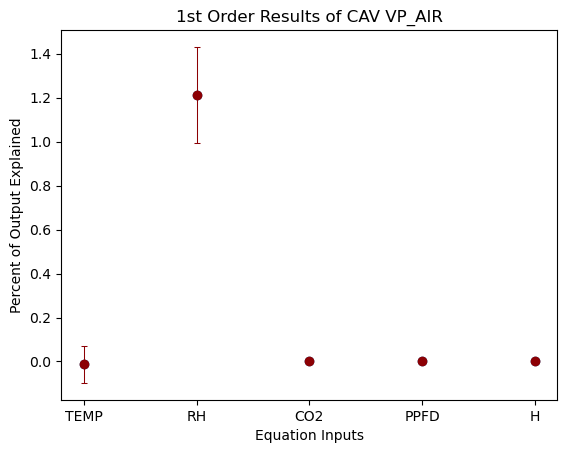 1st Order Results of CAV VP_AIR
Percent of Output Explained
1.4
1.2
1.0
0.8
0.6
0.4
0.2
0.0
TEMP RH CO2 PPFD H
Equation Inputs